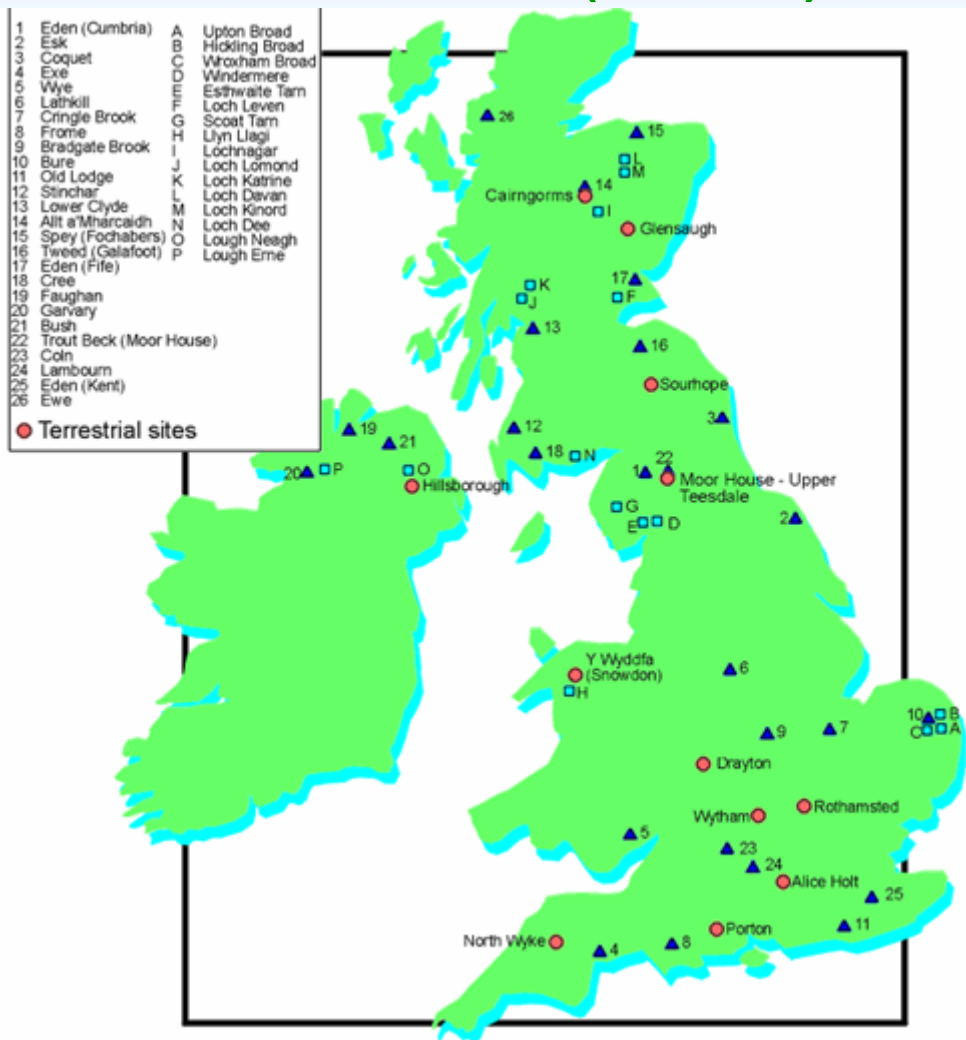 1 Eden (Cumbria)
2 Esk
3 Coquet
4 Exe
5 Wye
6 Lathkill
7 Cringle Brook
8 Frome
9 Bradgate Brook
10 Bure
11 Old Lodge
12 Stinchar
13 Lower Clyde
14 Allt a'Mharcaidh
15 Spey (Fochabers)
16 Tweed (Galafoot)
17 Eden (Fife)
18 Cree
19 Faughan
20 Garvary
21 Bush
22 Trout Beck (Moor House)
23 Coln
24 Lambourn
25 Eden (Kent)
26 Ewe
A Upton Broad
B Hickling Broad
C Wroxham Broad
D Windermere
E Esthwaite Tarn
F Loch Leven
G Scoat Tarn
H Llyn Llagi
I Lochnagar
J Loch Lomond
K Loch Katrine
L Loch Davan
M Loch Kinord
N Loch Dee
O Lough Neagh
P Lough Erne
Terrestrial sites
26
15
L
M
14
Cairngorms
I
Glensaugh
17
F
K
J
13
16
Sourhope
3
12
18
N
19
21
20
P
O
Hillsborough
1
22
Moor House - Upper
Teesdale
G
E
D
2
Y Wyddfa
(Snowdon)
H
6
10
B
C
A
9
7
Drayton
Wytham
Rothamsted
5
23
24
Alice Holt
25
11
Porton
North Wyke
4
8